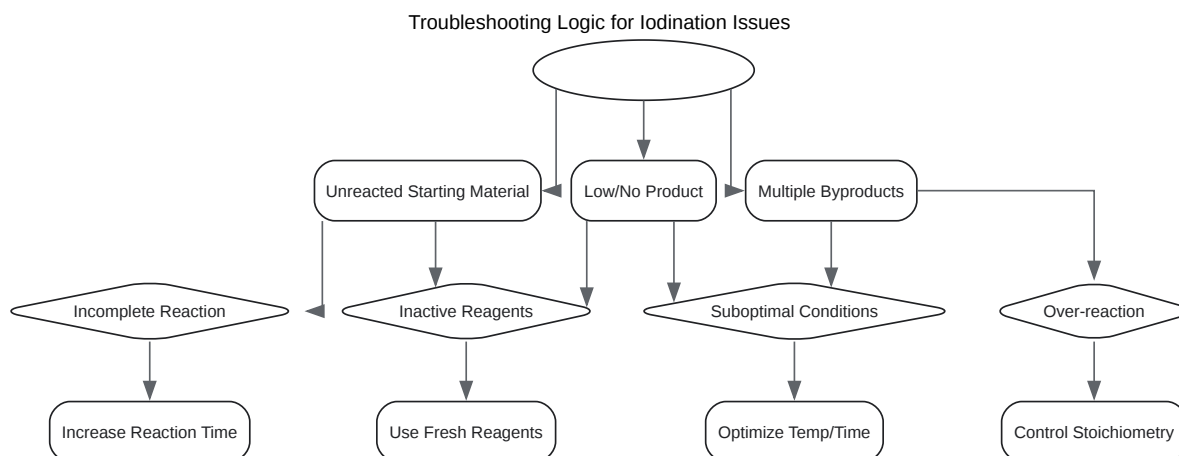 Troubleshooting Logic for Iodination Issues
Unreacted Starting Material
Low/No Product
Multiple Byproducts
Incomplete Reaction
Inactive Reagents
Suboptimal Conditions
Over-reaction
Increase Reaction Time
Use Fresh Reagents
Optimize Temp/Time
Control Stoichiometry